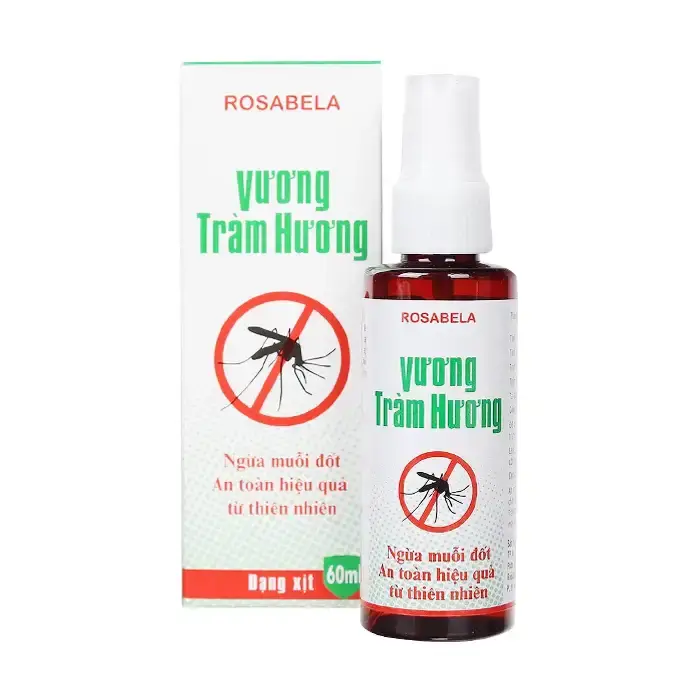 ROSABELA
Vương
Tràm Hương
Ngừa muỗi đốt
An toàn hiệu quả
từ thiên nhiên
Dạng xịt 60ml
ROSABELA
Vương
Tràm Hương
Ngừa muỗi đốt
An toàn hiệu quả
từ thiên nhiên